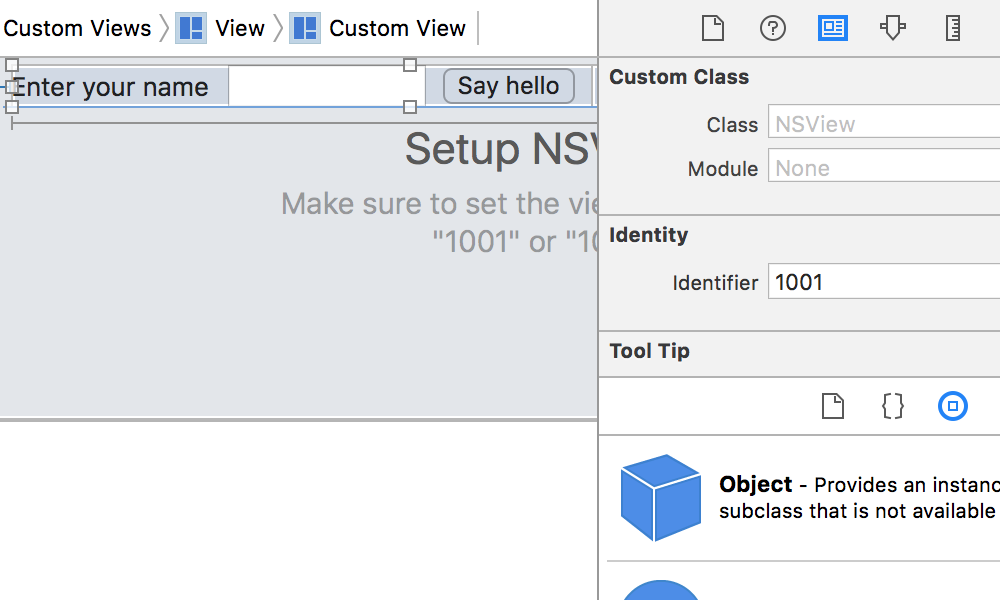 Custom Views View Custom View
Enter your name Say hello
Setup NSV
Make sure to set the vie
"1001" or "10
Custom Class
Class NSView
Module None
Identity
Identifier 1001
Tool Tip
Object - Provides an instanc
subclass that is not available